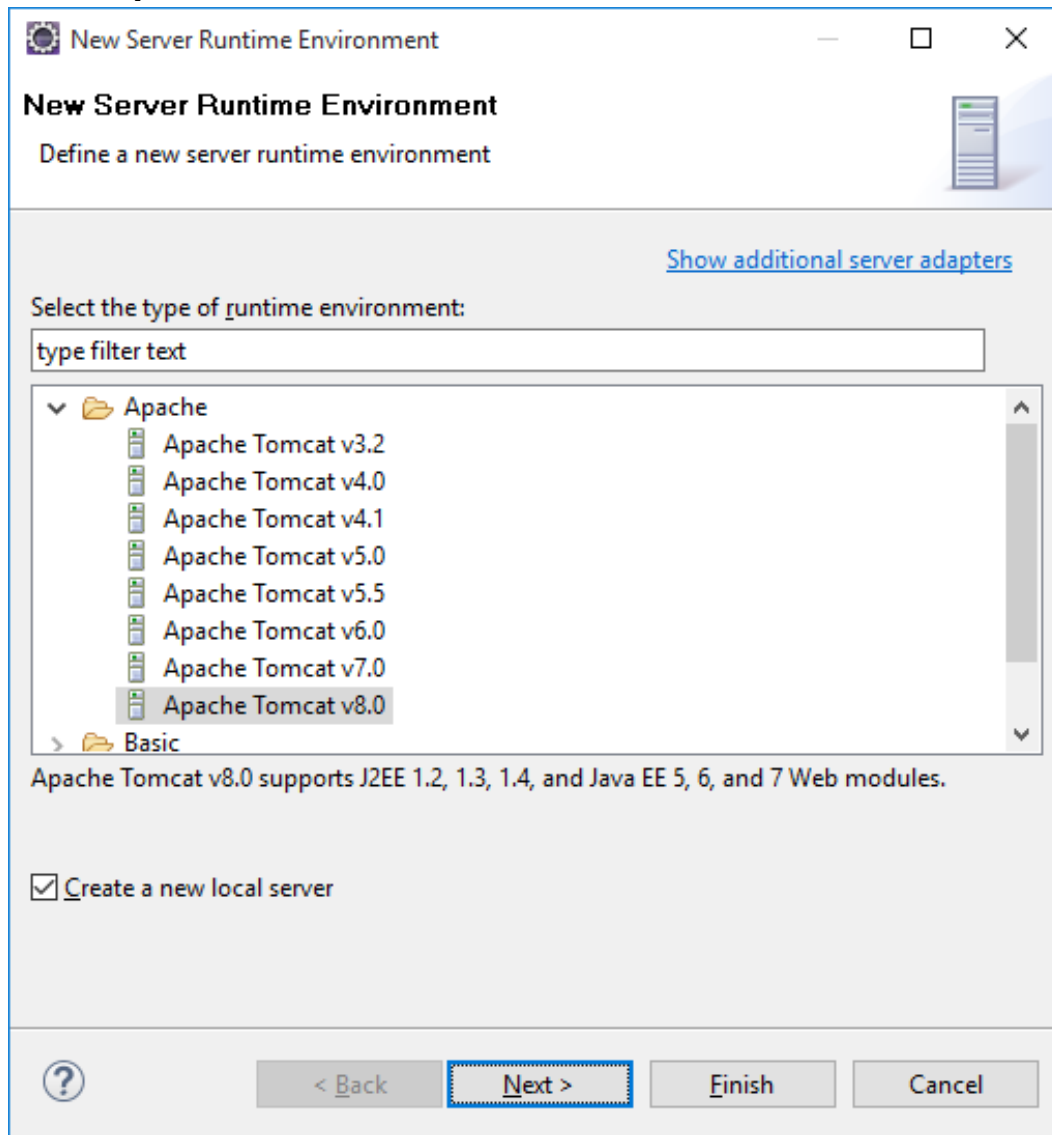 New Server Runtime Environment
New Server Runtime Environment
Define a new server runtime environment
Show additional server adapters
Select the type of runtime environment:
type filter text
Apache
Apache Tomcat v3.2
Apache Tomcat v4.0
Apache Tomcat v4.1
Apache Tomcat v5.0
Apache Tomcat v5.5
Apache Tomcat v6.0
Apache Tomcat v7.0
Apache Tomcat v8.0
Basic
Apache Tomcat v8.0 supports J2EE 1.2, 1.3, 1.4, and Java EE 5, 6, and 7 Web modules.
Create a new local server
? < Back Next > Finish Cancel